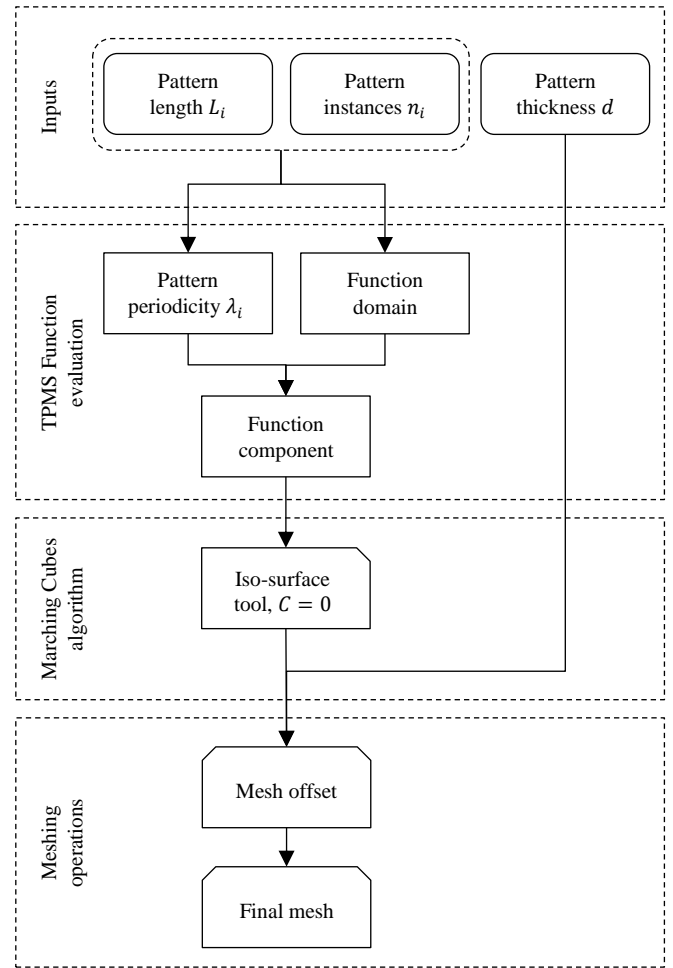 Inputs
Pattern
length L_i
Pattern
instances n_i
Pattern
thickness d
TPMS Function
evaluation
Pattern
periodicity λ_i
Function
domain
Function
component
Marching Cubes
algorithm
Iso-surface
tool, C = 0
Meshing
operations
Mesh offset
Final mesh